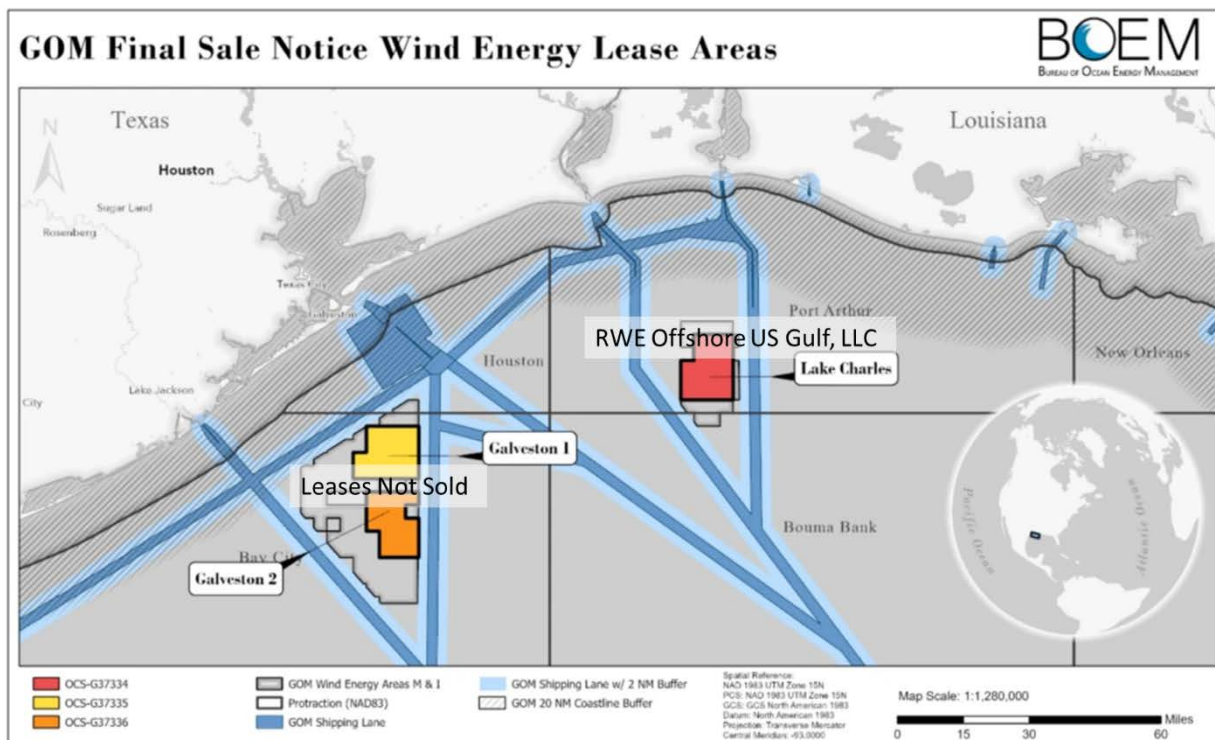 GOM Final Sale Notice Wind Energy Lease Areas
BOEM
BUREAU OF OCEAN ENERGY MANAGEMENT
Texas
Louisiana
N
Houston
Sugar Land
Rosenberg
Texas City
Galveston
Port Arthur
RWE Offshore US Gulf, LLC
Houston
New Orleans
Lake Charles
Lake Jackson
City
Galveston 1
Leases Not Sold
Bouma Bank
Bay City
Galveston 2
Pacific Ocean
Atlantic Ocean
OCS-G37334
OCS-G37335
OCS-G37336
GOM Wind Energy Areas M & I
Protraction (NAD83)
GOM Shipping Lane
GOM Shipping Lane w/ 2 NM Buffer
GOM 20 NM Coastline Buffer
Spatial Reference:
NAD 1983 UTM Zone 15N
PCS: NAD 1983 UTM Zone 15N
GCS: GCS North American 1983
Datum: North American 1983
Projection: Transverse Mercator
Central Meridian: -93.0000
Map Scale: 1:1,280,000
Miles
0 15 30 60